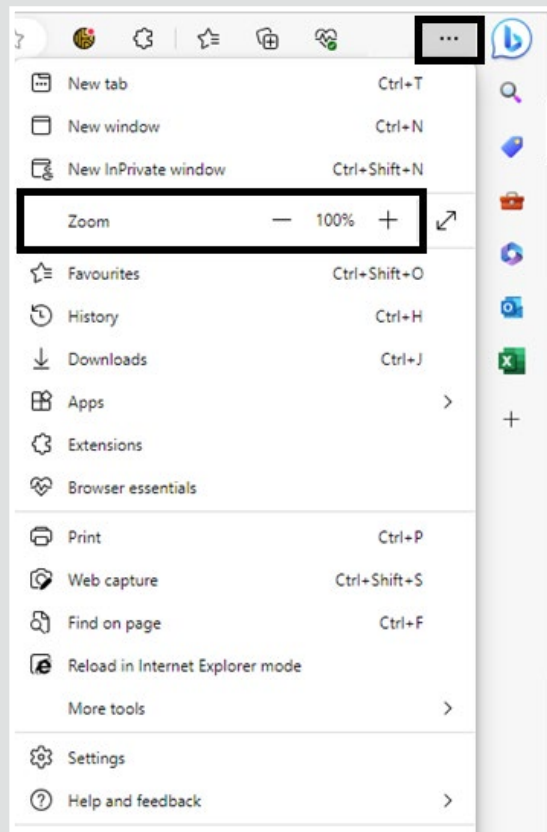 New tab Ctrl+T
New window Ctrl+N
New InPrivate window Ctrl+Shift+N
Zoom 100%
Favourites Ctrl+Shift+O
History Ctrl+H
Downloads Ctrl+J
Apps
Extensions
Browser essentials
Print Ctrl+P
Web capture Ctrl+Shift+S
Find on page Ctrl+F
Reload in Internet Explorer mode
More tools
Settings
Help and feedback